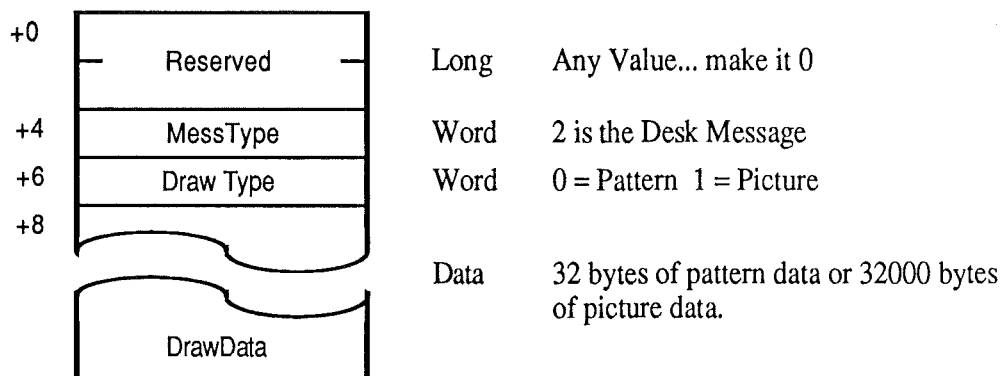 +0
Reserved Long Any Value... make it 0
+4 MessType Word 2 is the Desk Message
+6 Draw Type Word 0 = Pattern 1 = Picture
+8
Data 32 bytes of pattern data or 32000 bytes
of picture data.
DrawData